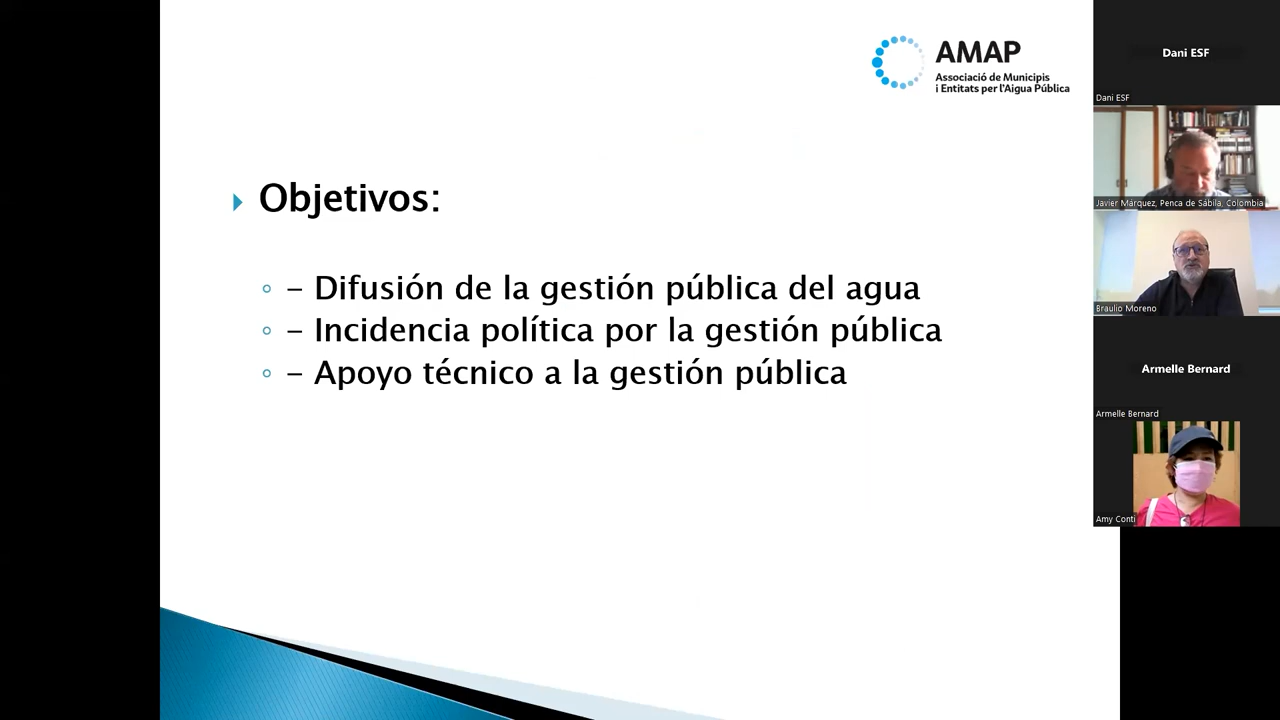 AMAP
Associació de Municipis
i Entitats per l'Aigua Pública
Objetivos:
– Difusión de la gestión pública del agua
– Incidencia política por la gestión pública
– Apoyo técnico a la gestión pública
Dani ESF
Dani ESF
Javier Márquez, Penca de Sábila, Colombia
Braulio Moreno
Armelle Bernard
Armelle Bernard
Amy Conti